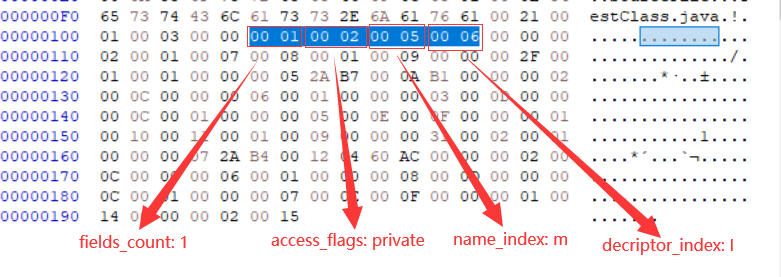 000000F0 65 73 74 43 6C 61 73 73 2E 6A 61 76 61 00 21 00 estClass.java.!.
00000100 01 00 03 00 00 00 01 00 02 00 05 00 06 00 00 00 ................
00000110 02 00 01 00 07 00 08 00 01 00 09 00 00 00 2F 00 ............../.
00000120 01 00 01 00 00 00 05 2A B7 00 0A B1 00 00 00 02 .......*·..±....
00000130 00 0C 00 00 00 06 00 01 00 00 00 03 00 0D 00 00 ................
00000140 00 0C 00 01 00 00 00 05 00 0E 00 0F 00 00 00 01 ................
00000150 00 10 00 11 00 01 00 09 00 00 00 31 00 02 00 01 ...........1....
00000160 00 00 00 07 2A B4 00 12 04 60 AC 00 00 00 02 00 ....*´...`¬.....
00000170 0C 00 00 00 06 00 01 00 00 00 08 00 0D 00 00 00 ................
00000180 0C 00 01 00 00 00 07 00 0E 00 0F 00 00 00 01 00 ................
00000190 14 00 00 00 02 00 15 .......
fields_count: 1 access_flags: private name_index: m decriptor_index: I